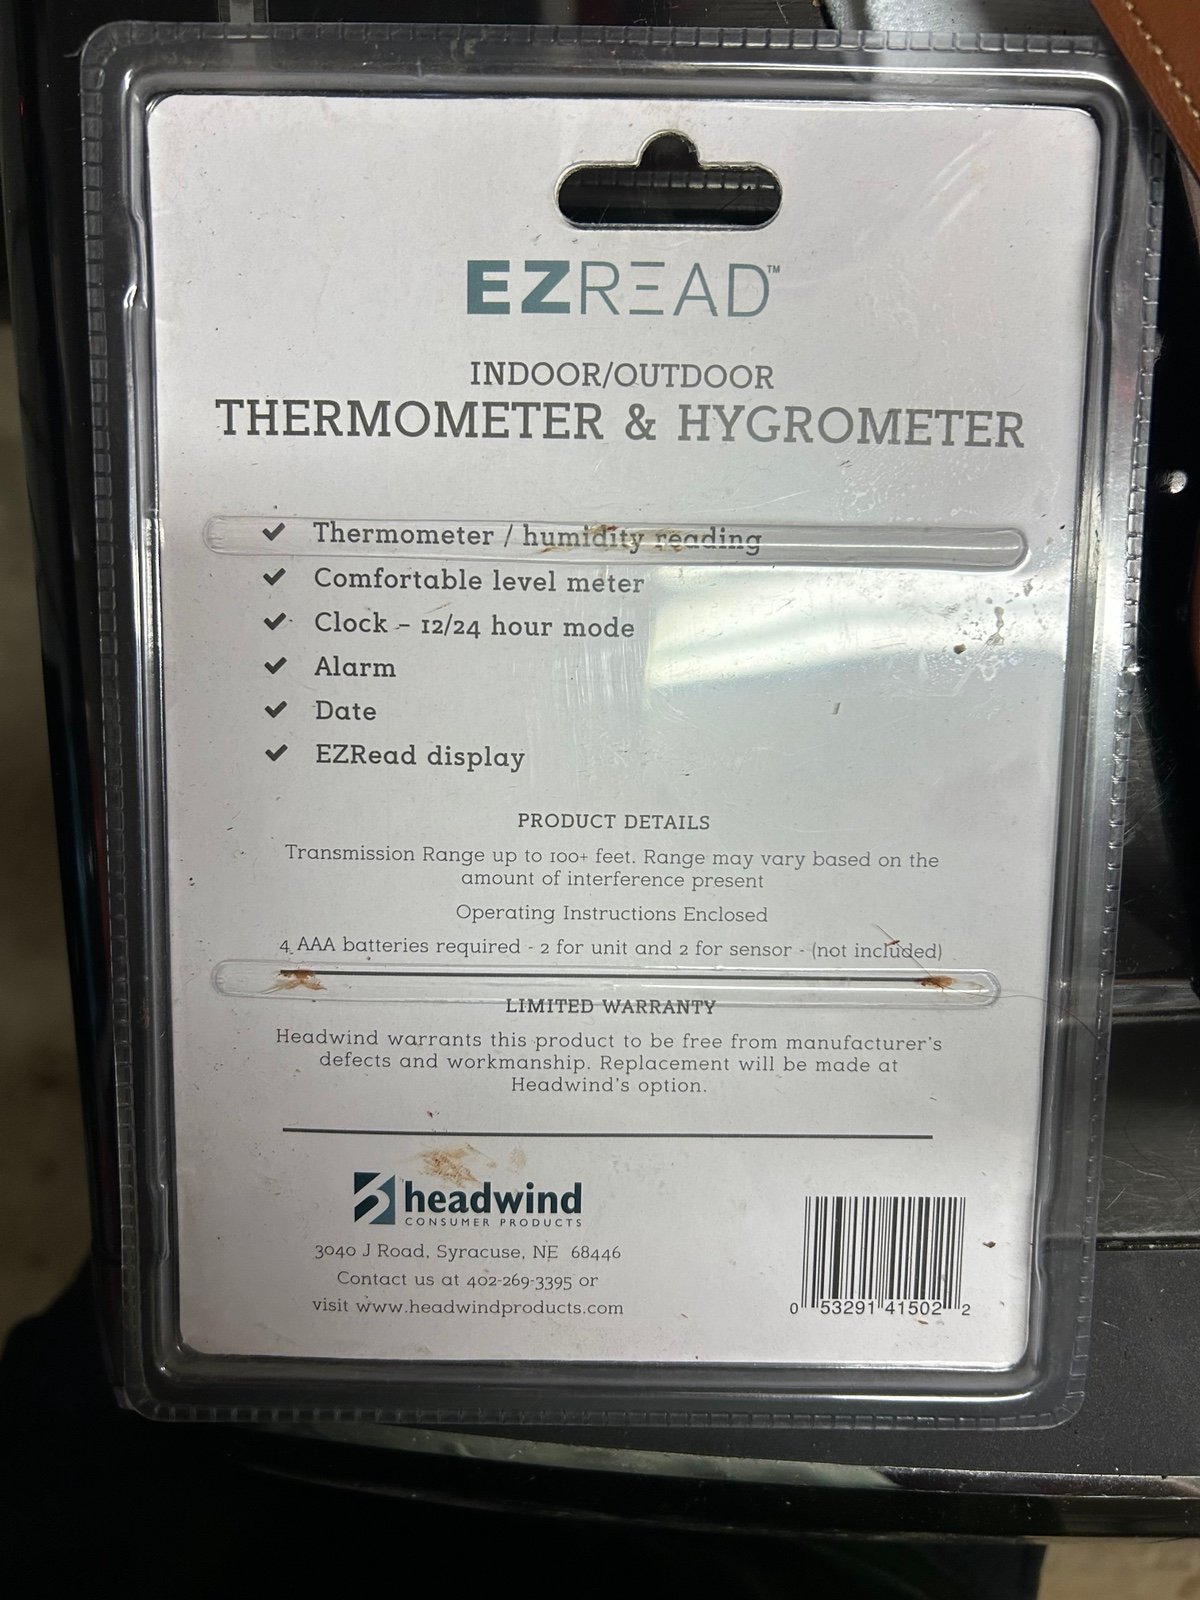 EZREAD™
INDOOR/OUTDOOR
THERMOMETER & HYGROMETER
✔ Thermometer / humidity reading
✔ Comfortable level meter
✔ Clock - 12/24 hour mode
✔ Alarm
✔ Date
✔ EZRead display
PRODUCT DETAILS
Transmission Range up to 100+ feet. Range may vary based on the
amount of interference present
Operating Instructions Enclosed
4 AAA batteries required - 2 for unit and 2 for sensor - (not included)
LIMITED WARRANTY
Headwind warrants this product to be free from manufacturer's
defects and workmanship. Replacement will be made at
Headwind's option.
headwind
CONSUMER PRODUCTS
3040 J Road, Syracuse, NE 68446
Contact us at 402-269-3395 or
visit www.headwindproducts.com
0 53291 41502 2